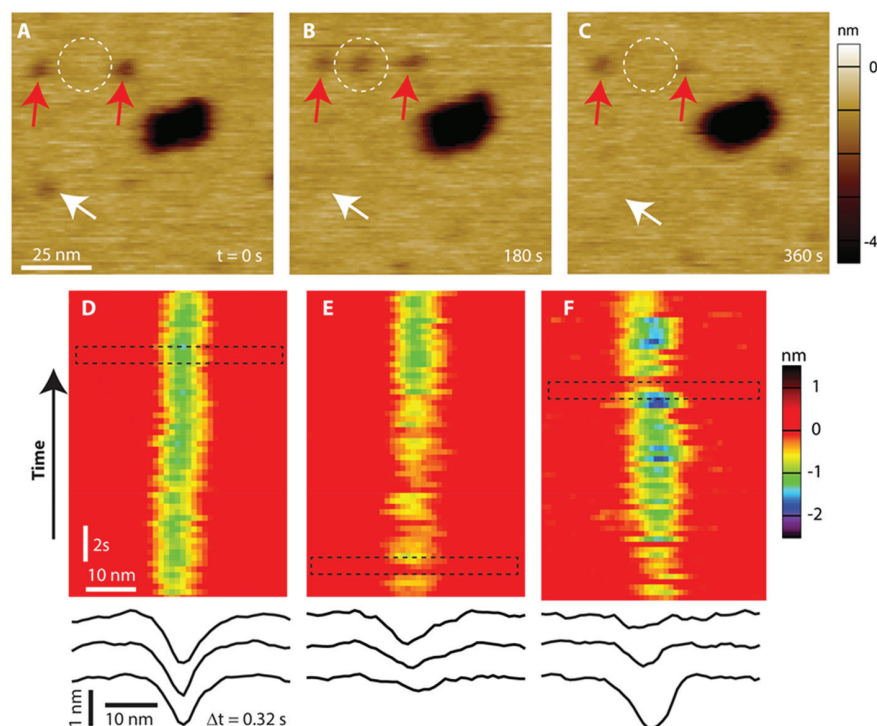 A
B
C
nm
0
-4
25 nm
t = 0 s
180 s
360 s
D
E
F
Time
2s
10 nm
nm
1
0
-1
-2
1 nm
10 nm
Δt = 0.32 s